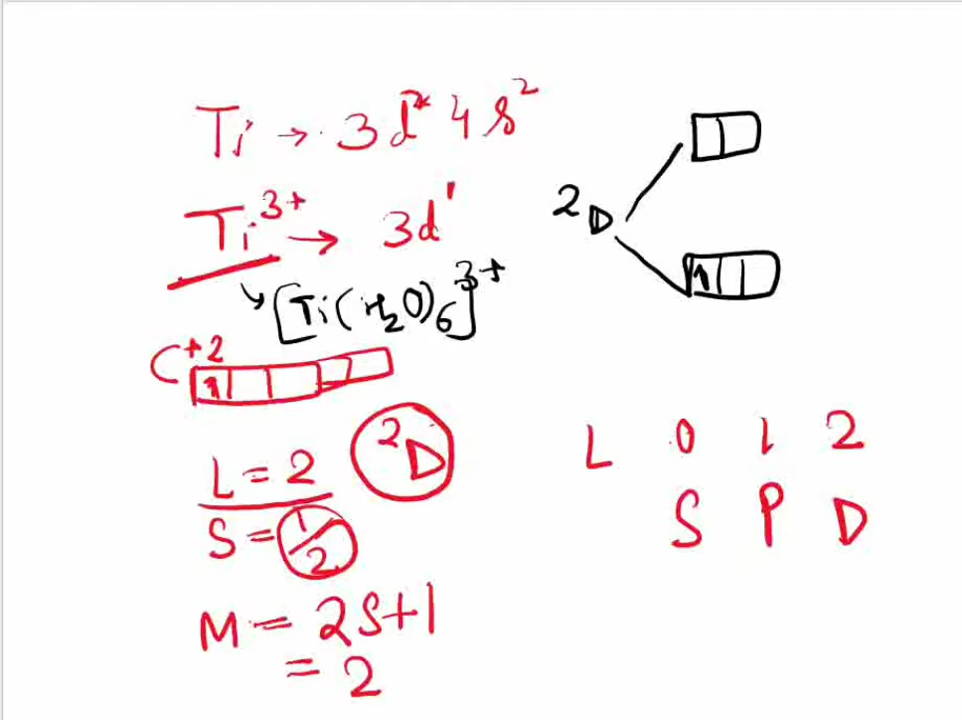 Ti → 3d² 4s²
Ti³⁺ → 3d¹
[Ti(H₂O)₆]³⁺
+2
L = 2
²D
S = 1/2
M = 2S+1
= 2
²D
L 0 1 2
S P D